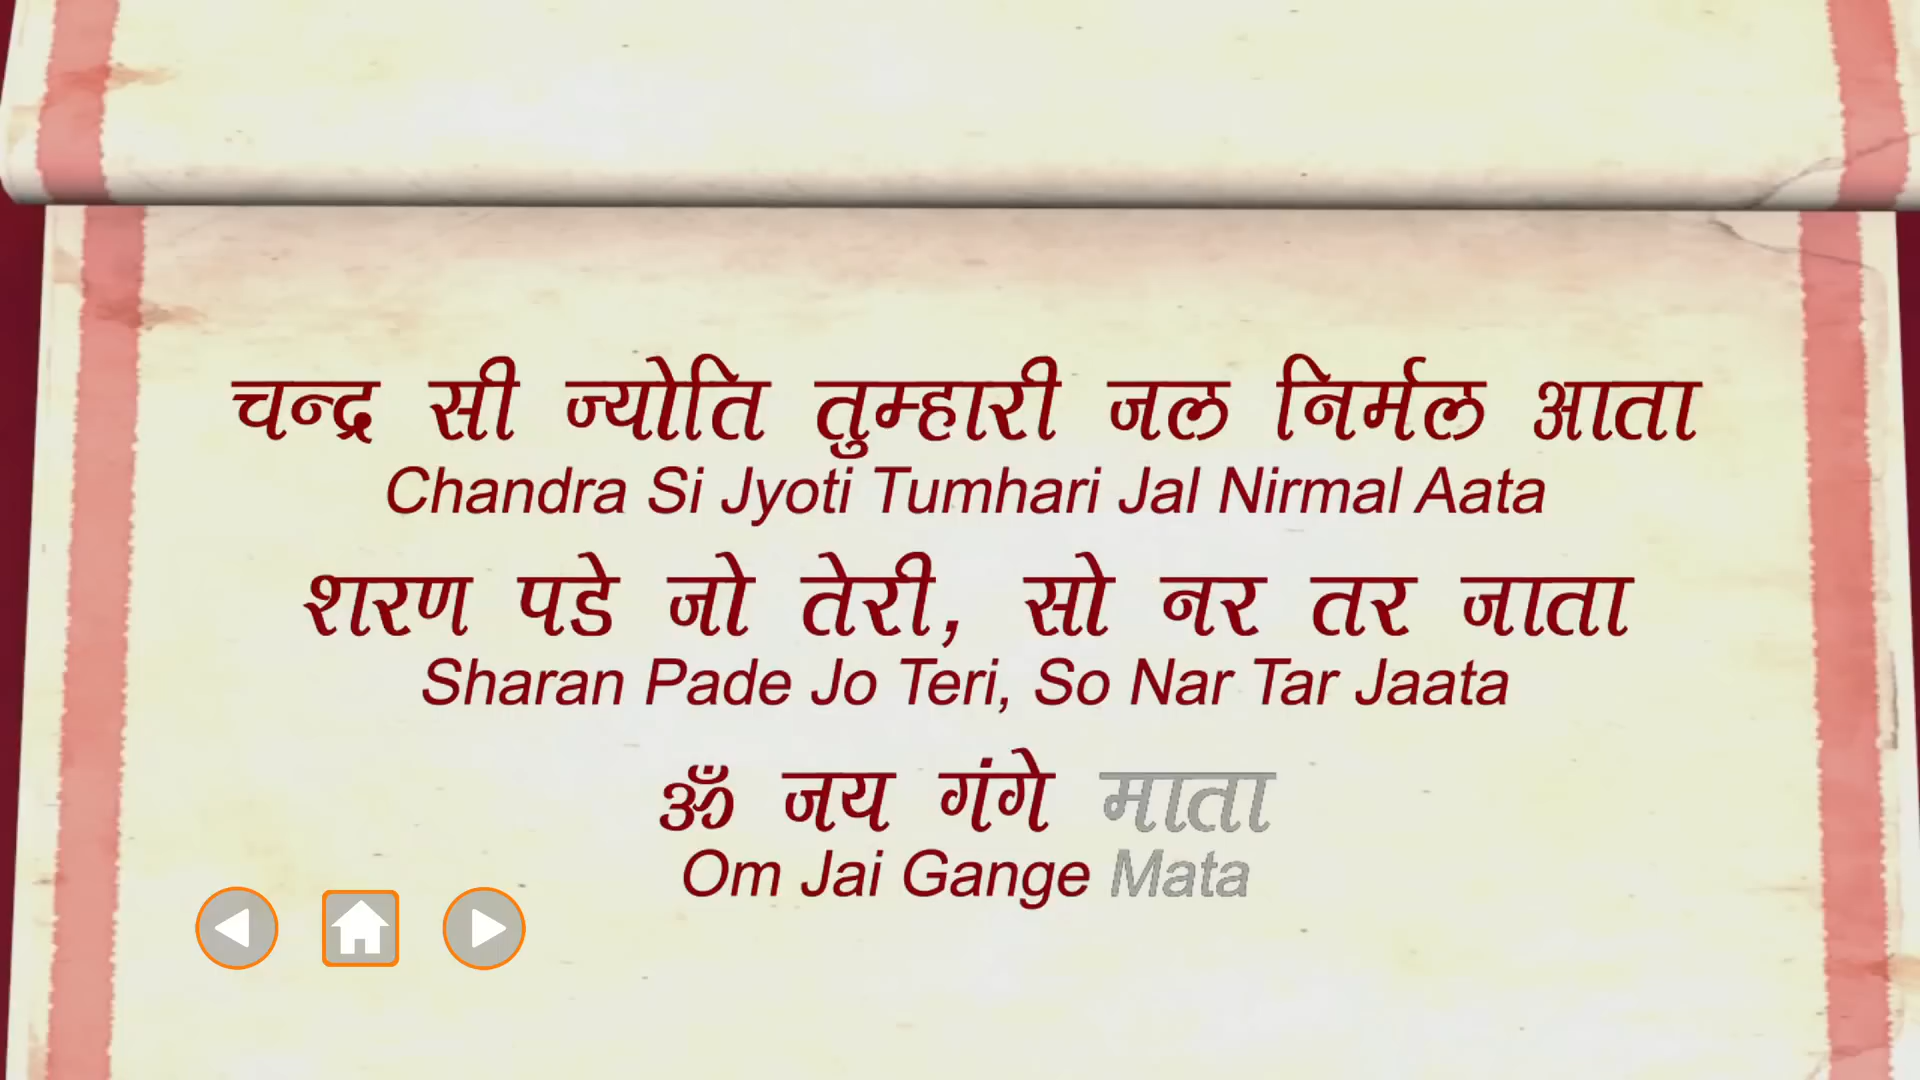 चन्द्र सी ज्योति तुम्हारी जल निर्मल आता
Chandra Si Jyoti Tumhari Jal Nirmal Aata
शरण पडे जो तेरी, सो नर तर जाता
Sharan Pade Jo Teri, So Nar Tar Jaata
ॐ जय गंगे माता
Om Jai Gange Mata